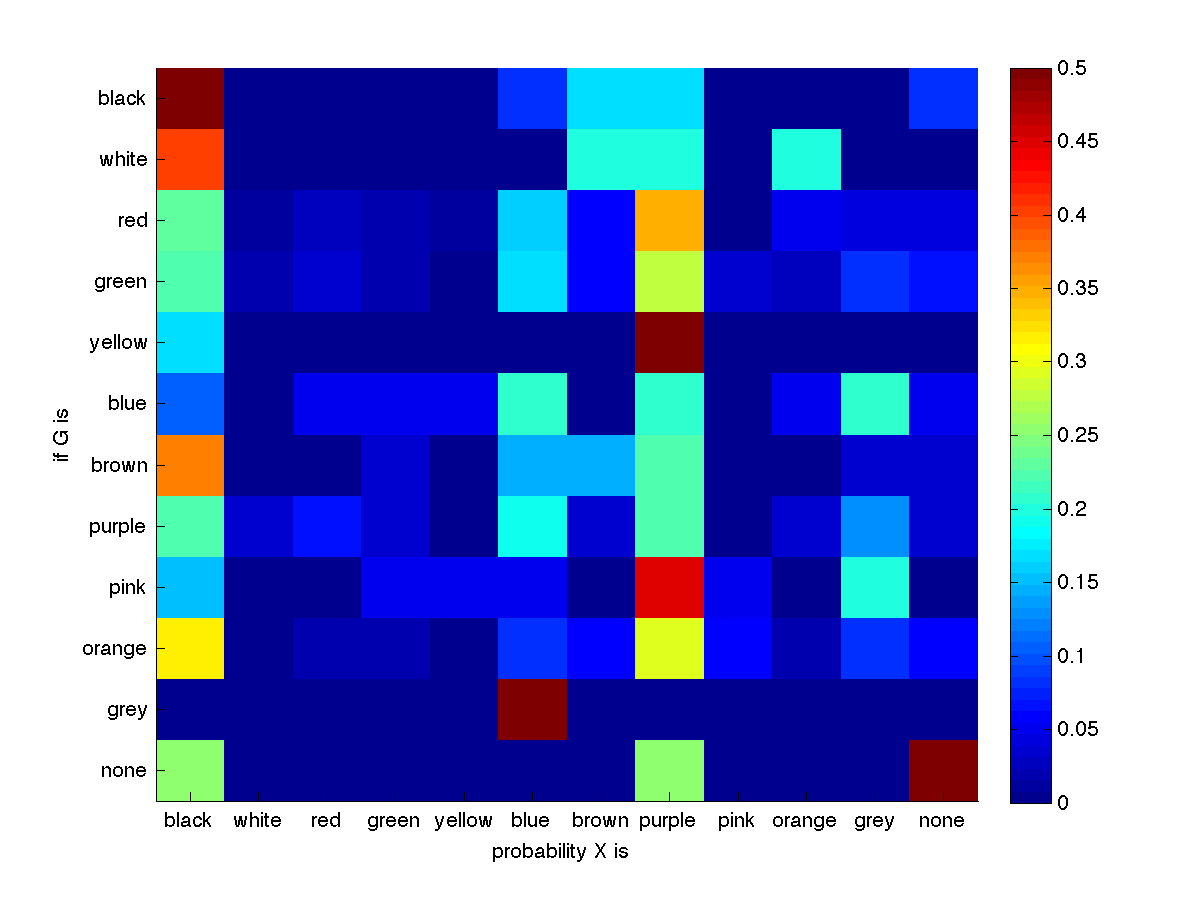 black
white
red
green
yellow
blue
brown
purple
pink
orange
grey
none
if G is
black white red green yellow blue brown purple pink orange grey none
probability X is
0.5
0.45
0.4
0.35
0.3
0.25
0.2
0.15
0.1
0.05
0